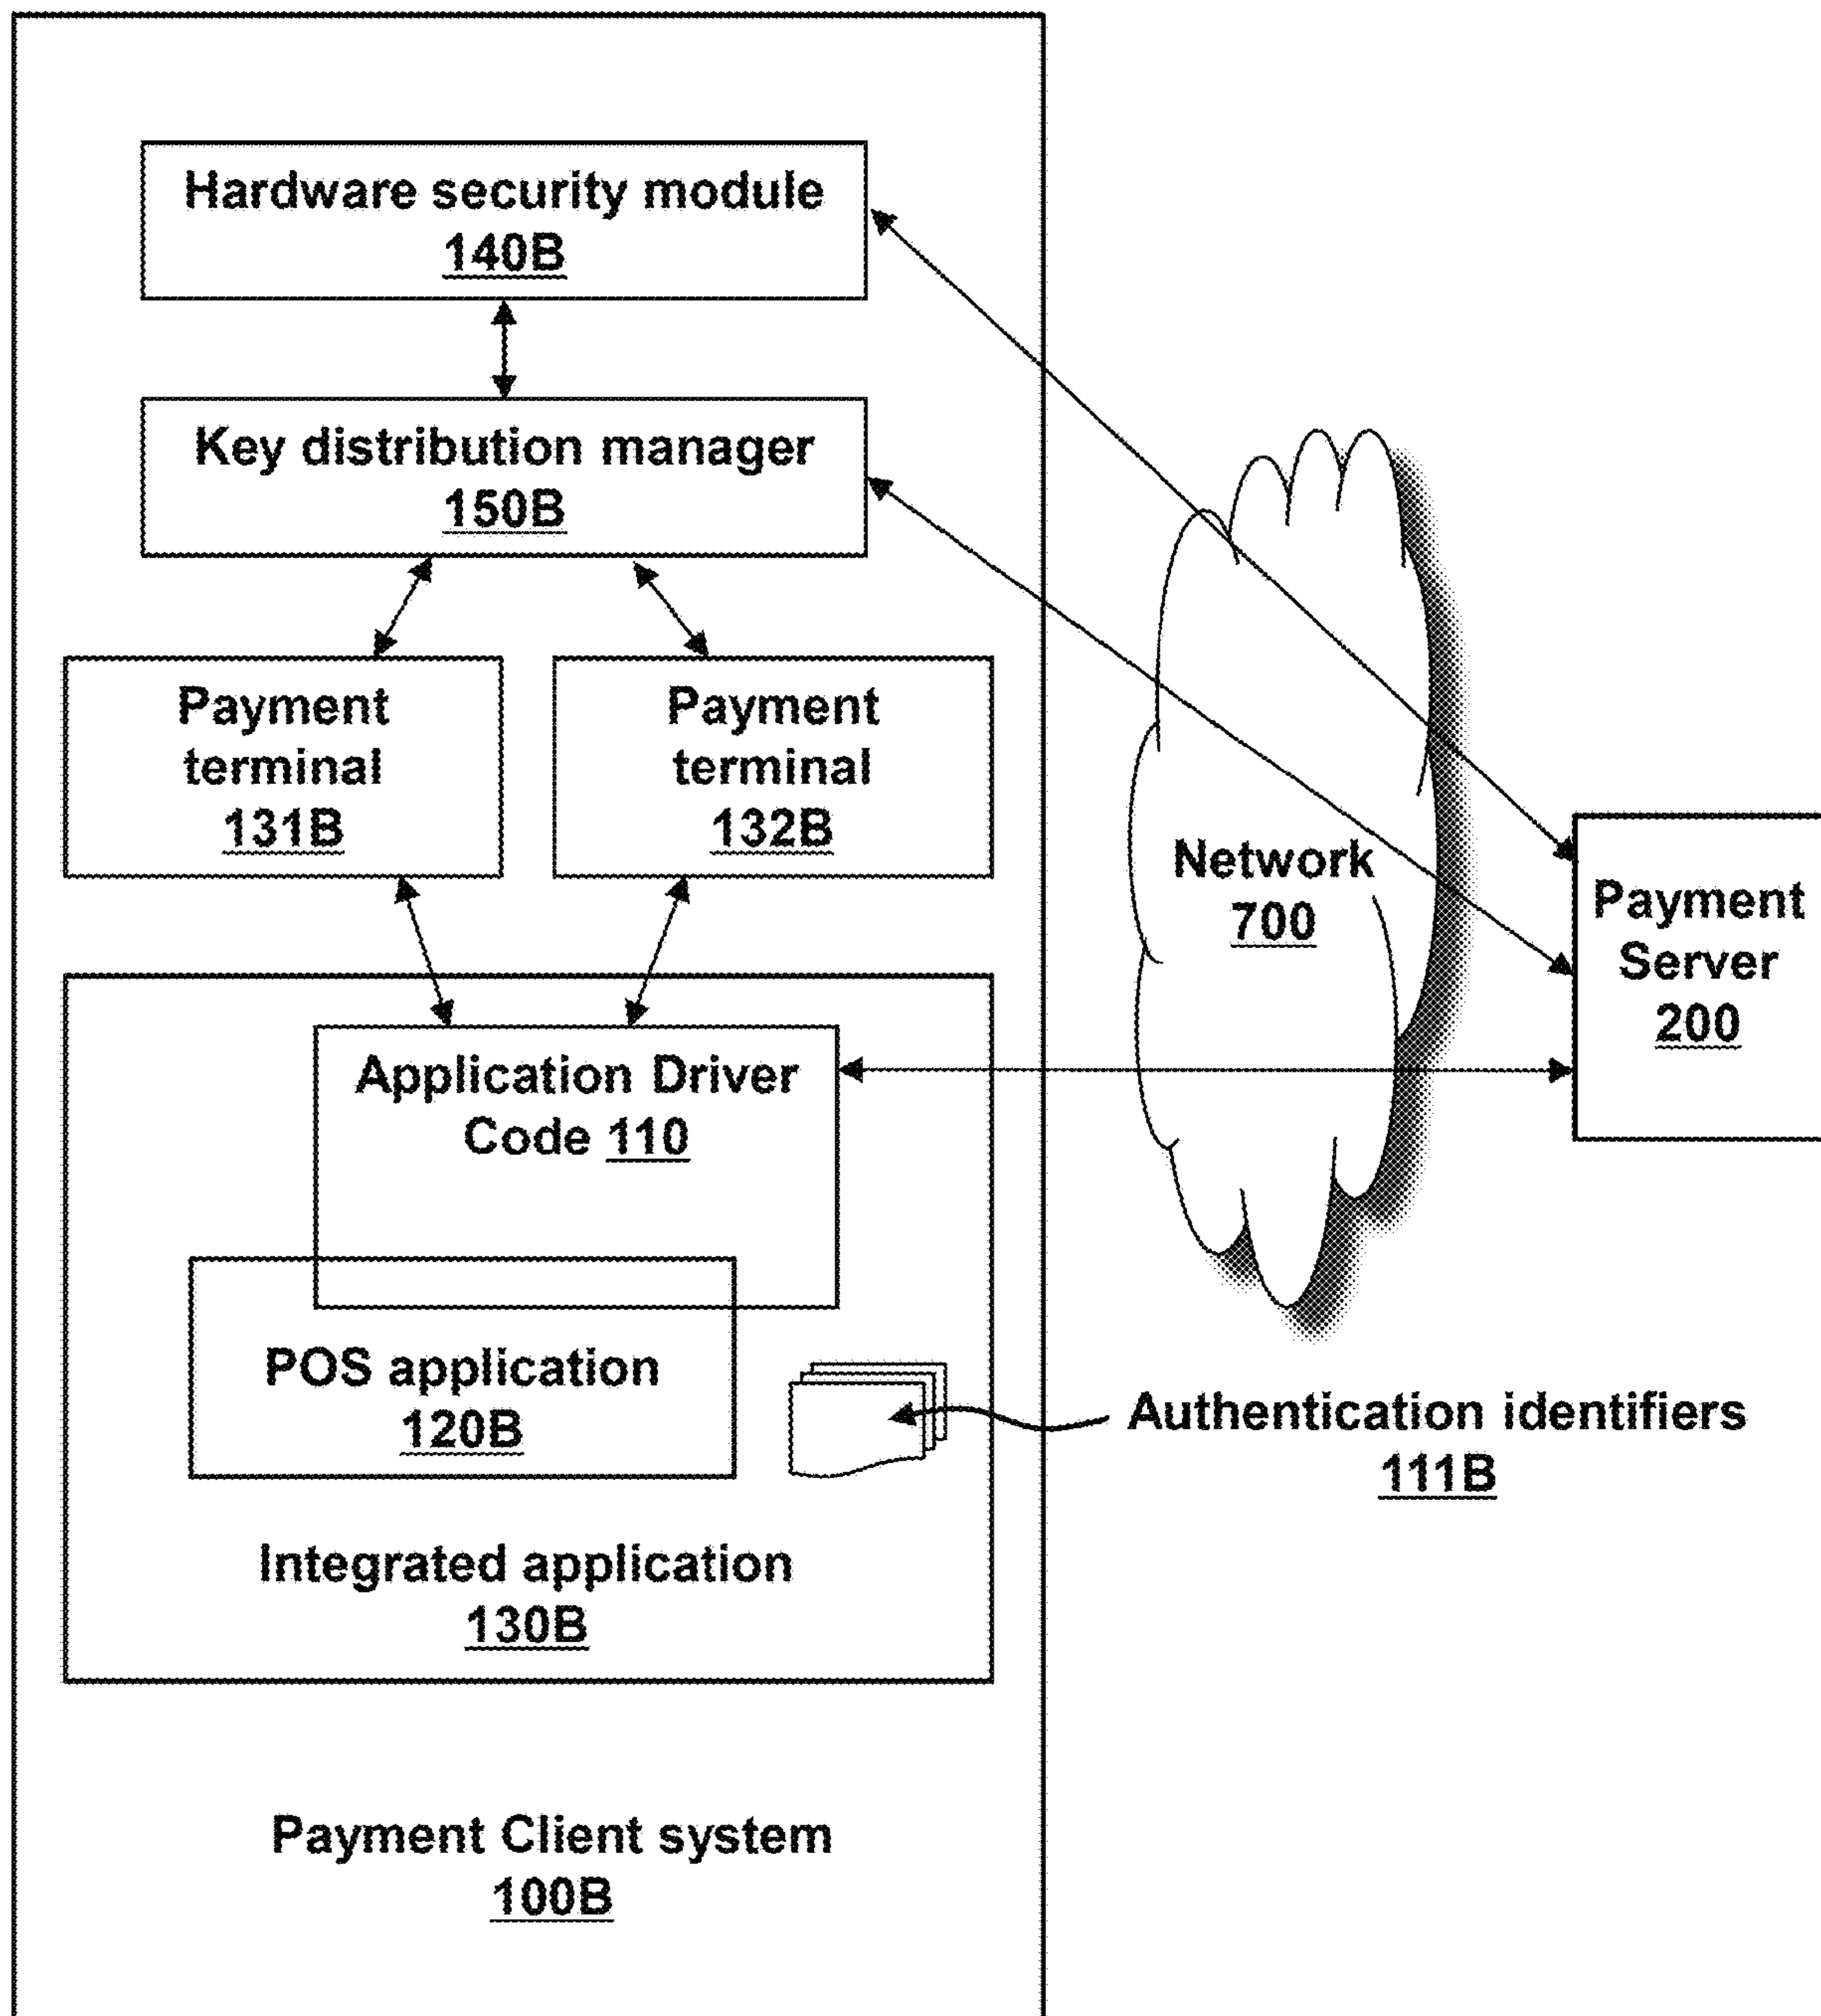 Hardware security module
140B
Key distribution manager
150B
Payment
terminal
131B
Payment
terminal
132B
Network
700
Payment
Server
200
Application Driver
Code 110
POS application
120B
Authentication identifiers
111B
Integrated application
130B
Payment Client system
100B